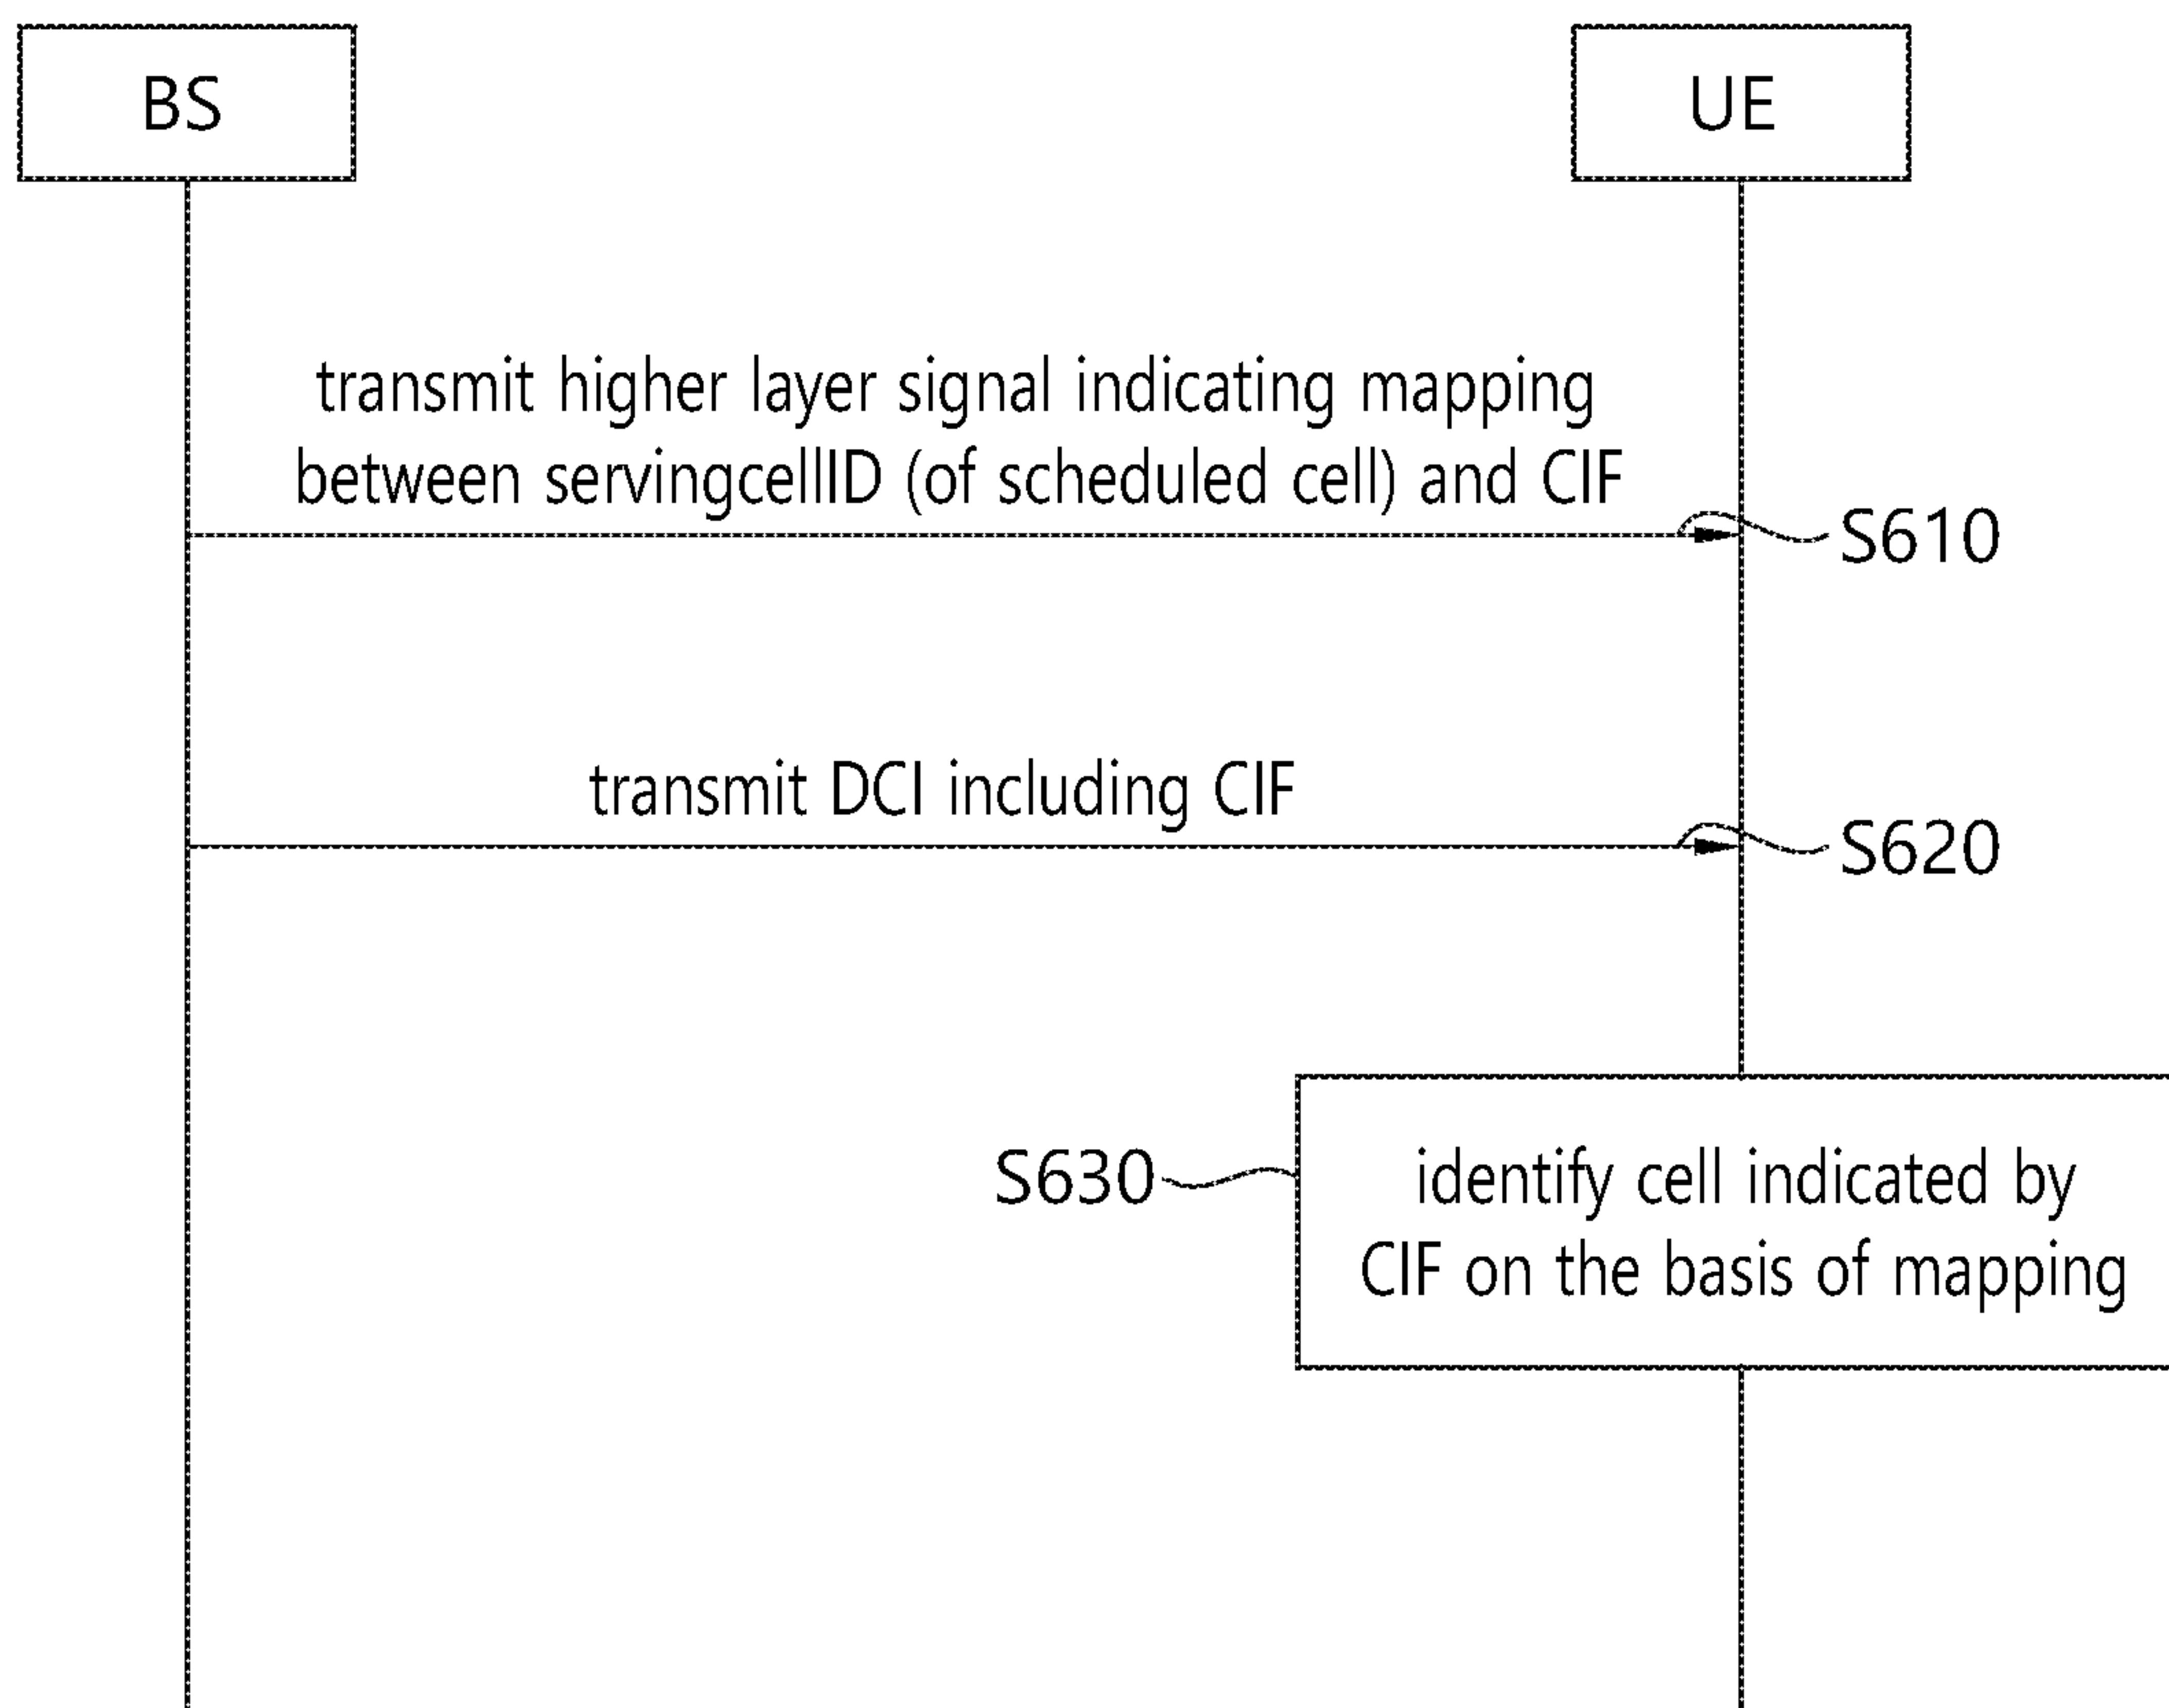 BS
UE
transmit higher layer signal indicating mapping
between servingcellID (of scheduled cell) and CIF
S610
transmit DCI including CIF
S620
S630
identify cell indicated by
CIF on the basis of mapping